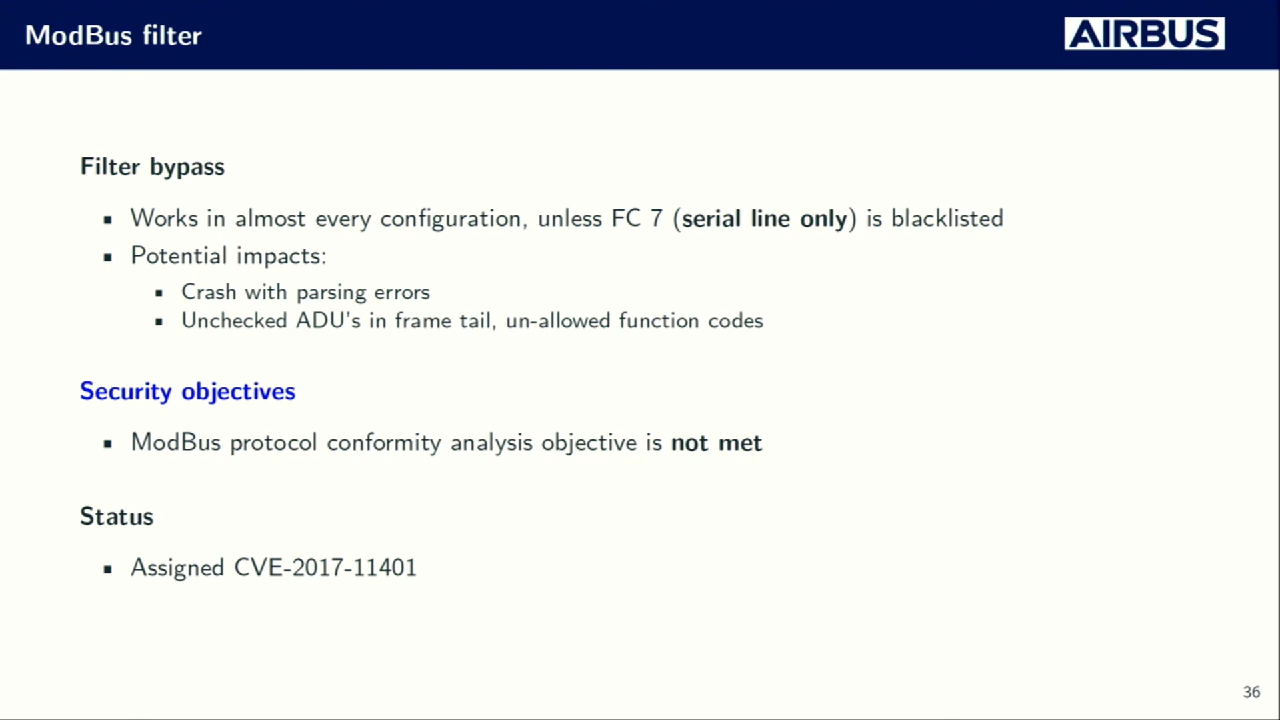 ModBus filter
AIRBUS
Filter bypass
▪ Works in almost every configuration, unless FC 7 (serial line only) is blacklisted
▪ Potential impacts:
▪ Crash with parsing errors
▪ Unchecked ADU's in frame tail, un-allowed function codes
Security objectives
▪ ModBus protocol conformity analysis objective is not met
Status
▪ Assigned CVE-2017-11401
36